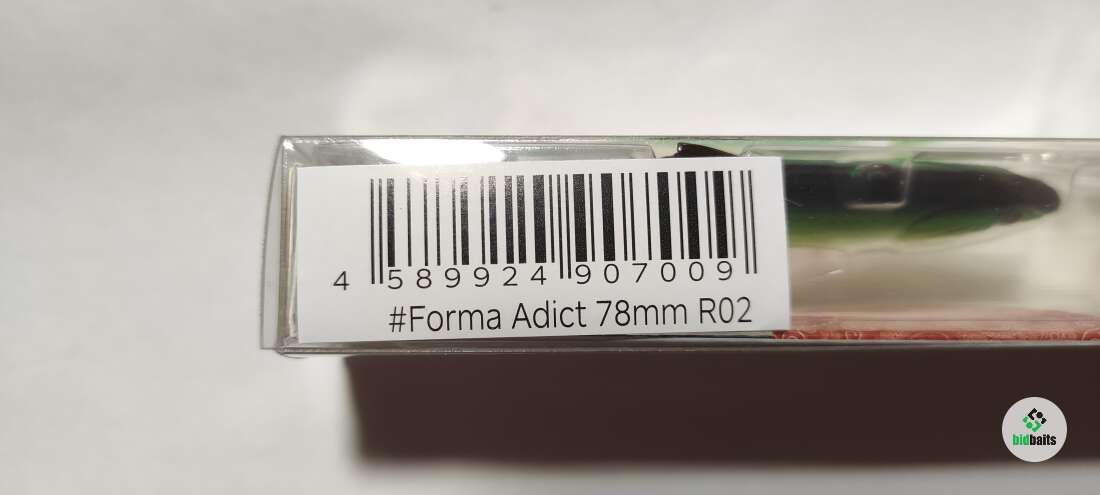 4 589924 907009
#Forma Adict 78mm R02
bidbaits